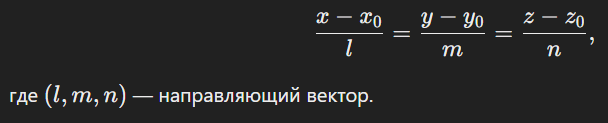 (x − x₀)/l = (y − y₀)/m = (z − z₀)/n,
где (l, m, n) — направляющий вектор.